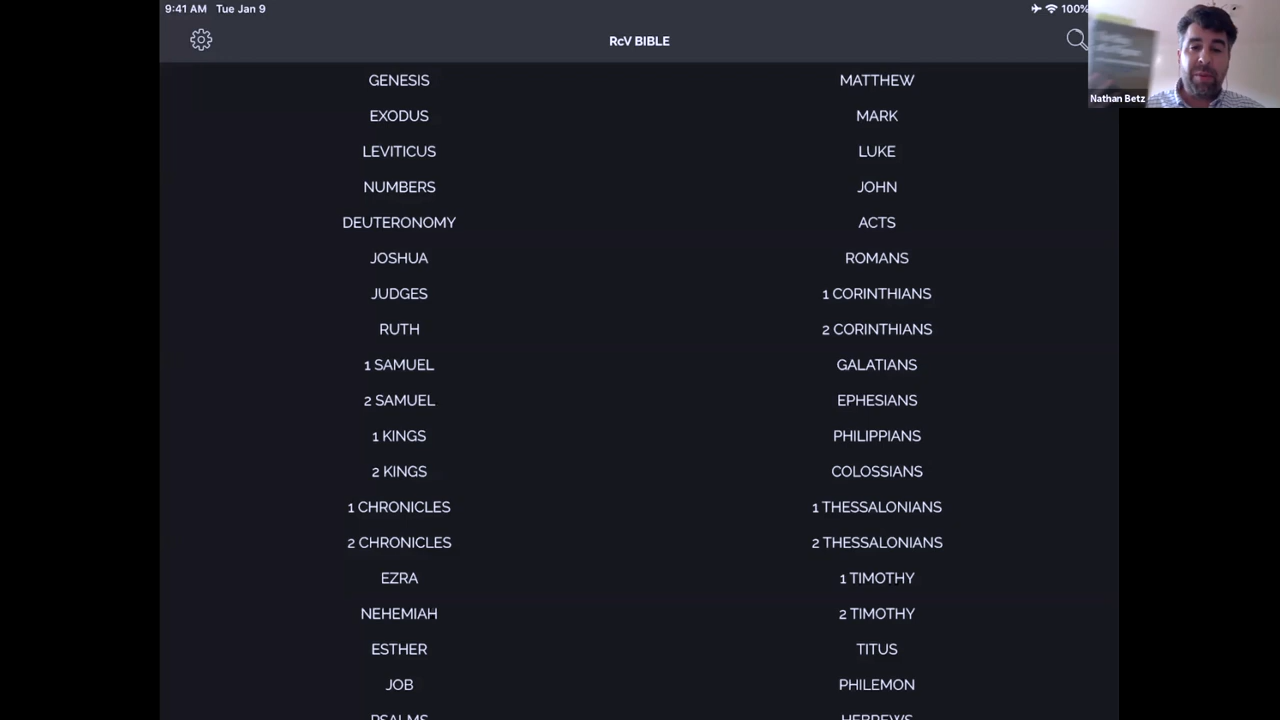 9:41 AM Tue Jan 9
100%
RcV BIBLE
Nathan Betz
GENESIS
EXODUS
LEVITICUS
NUMBERS
DEUTERONOMY
JOSHUA
JUDGES
RUTH
1 SAMUEL
2 SAMUEL
1 KINGS
2 KINGS
1 CHRONICLES
2 CHRONICLES
EZRA
NEHEMIAH
ESTHER
JOB
PSALMS
MATTHEW
MARK
LUKE
JOHN
ACTS
ROMANS
1 CORINTHIANS
2 CORINTHIANS
GALATIANS
EPHESIANS
PHILIPPIANS
COLOSSIANS
1 THESSALONIANS
2 THESSALONIANS
1 TIMOTHY
2 TIMOTHY
TITUS
PHILEMON
HEBREWS